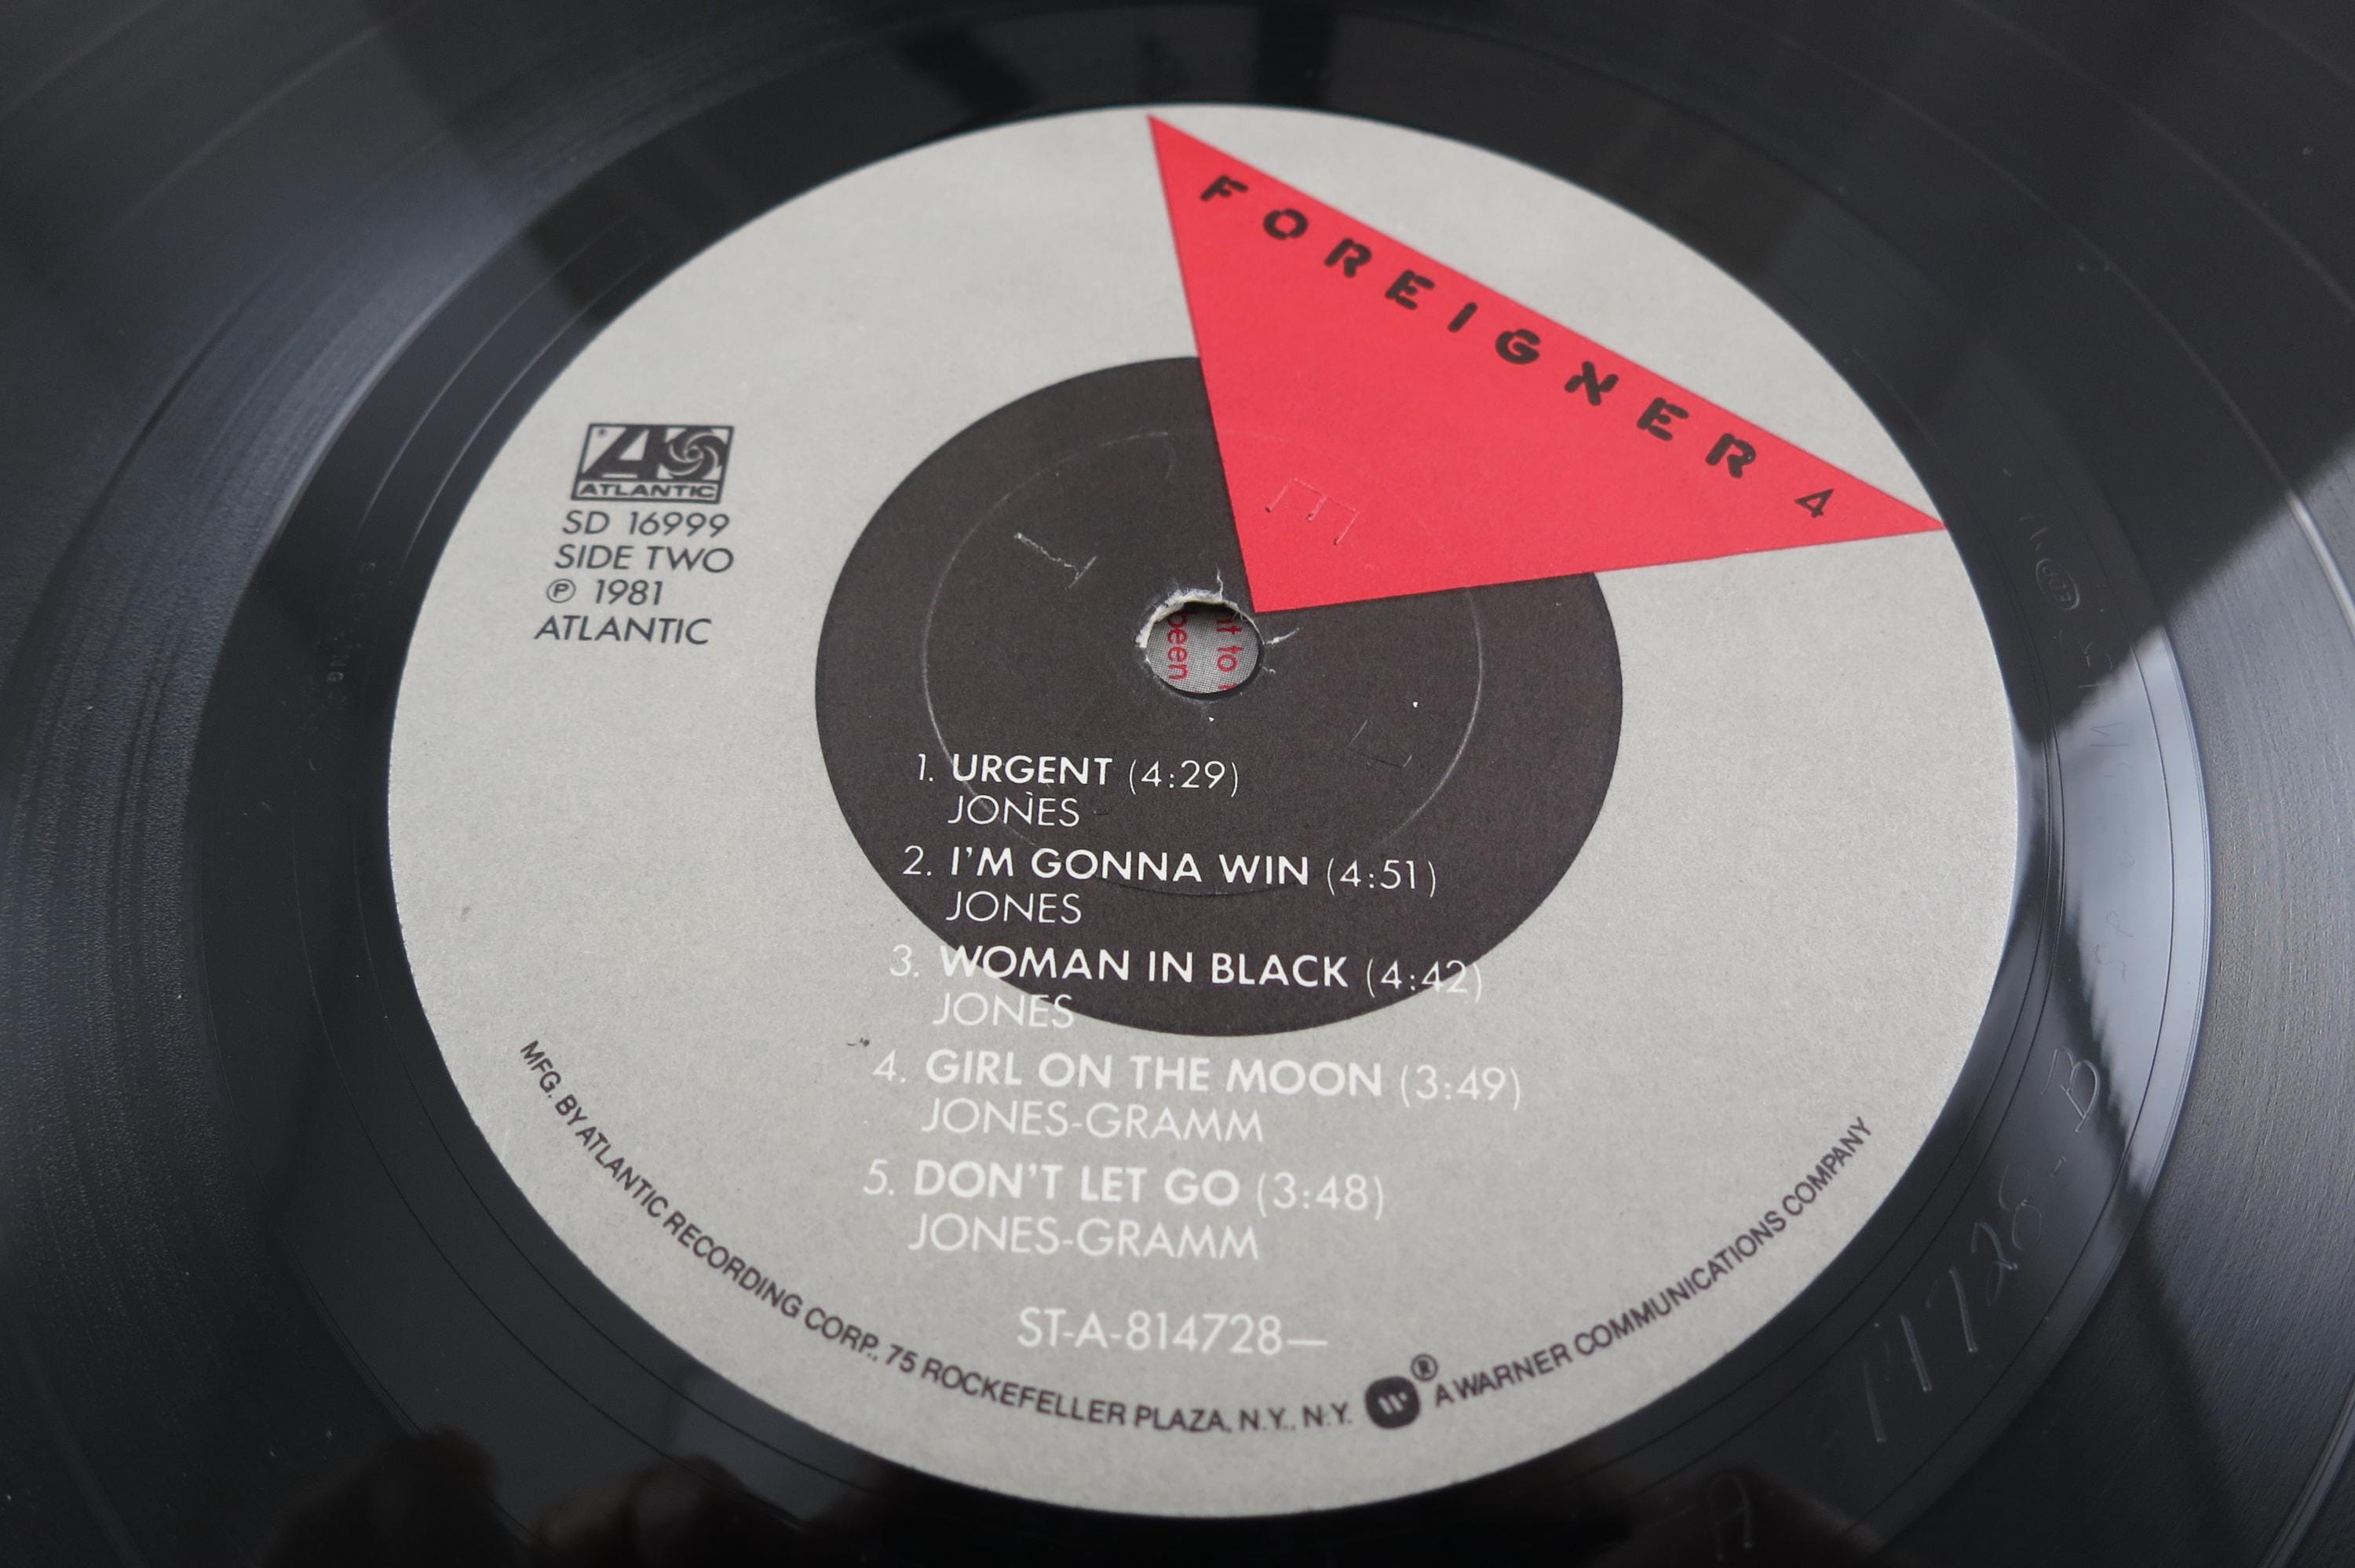 FOREIGNER 4
ATLANTIC
SD 16999
SIDE TWO
℗ 1981
ATLANTIC
it to
been
1. URGENT (4:29)
JONES
2. I'M GONNA WIN (4:51)
JONES
3. WOMAN IN BLACK (4:42)
JONES
4. GIRL ON THE MOON (3:49)
JONES-GRAMM
5. DON'T LET GO (3:48)
JONES-GRAMM
ST-A-814728—
MFG. BY ATLANTIC RECORDING CORP., 75 ROCKEFELLER PLAZA, N.Y., N.Y. ® A WARNER COMMUNICATIONS COMPANY